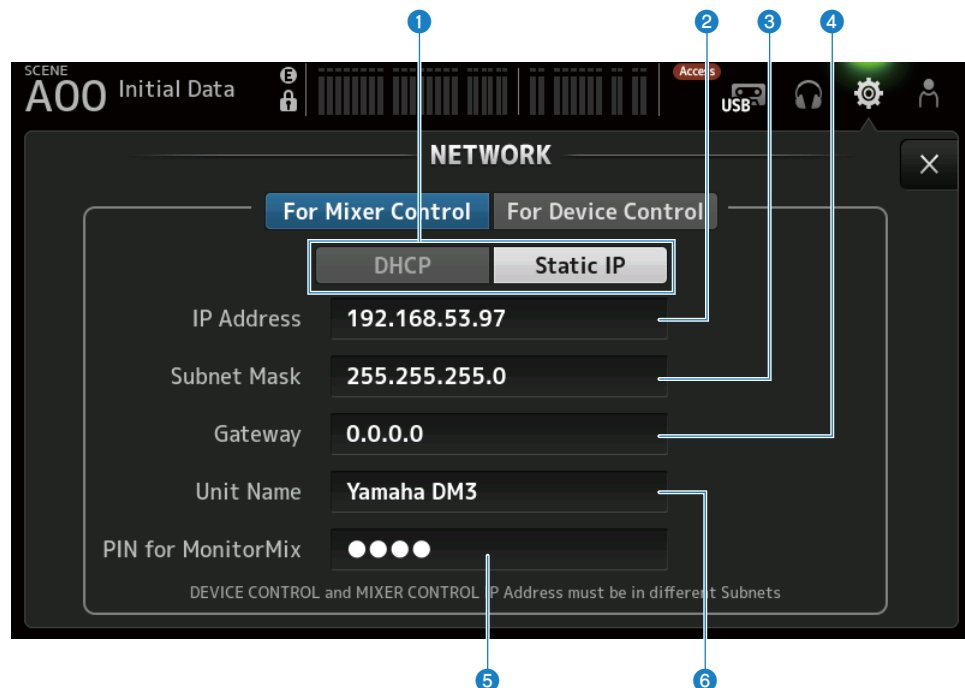 1 2 3 4
SCENE
A00 Initial Data
E
Access
USB
NETWORK
For Mixer Control For Device Control
DHCP Static IP
IP Address 192.168.53.97
Subnet Mask 255.255.255.0
Gateway 0.0.0.0
Unit Name Yamaha DM3
PIN for MonitorMix ●●●●
DEVICE CONTROL and MIXER CONTROL IP Address must be in different Subnets
5 6